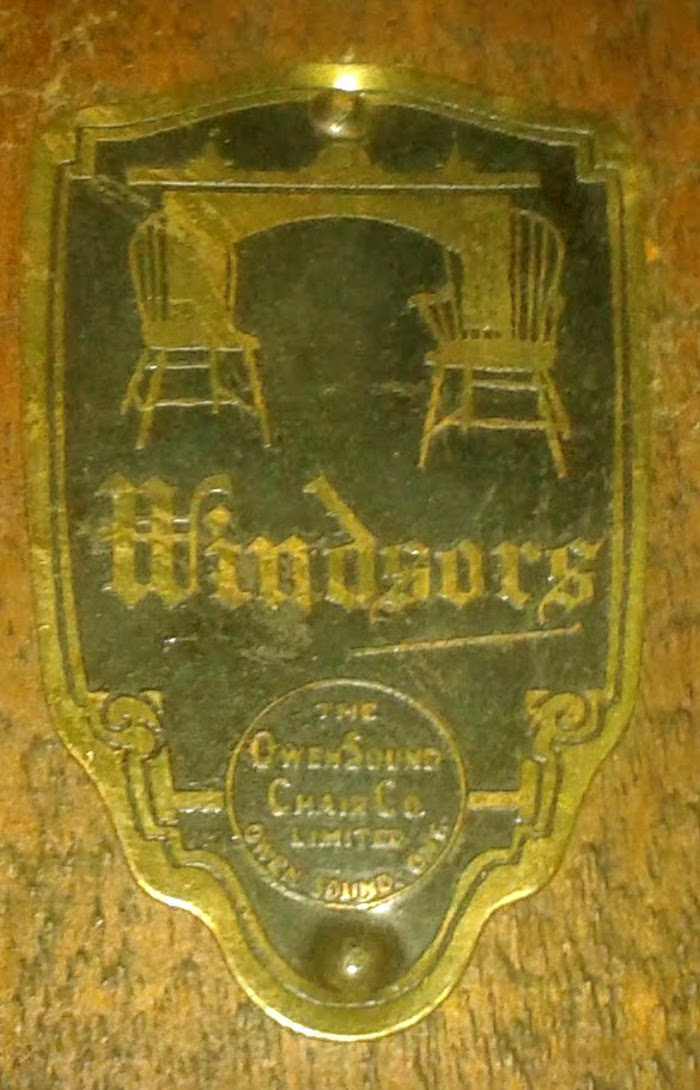 Windsors
THE
OWEN SOUND
CHAIR CO.
LIMITED
OWEN SOUND, ONT.